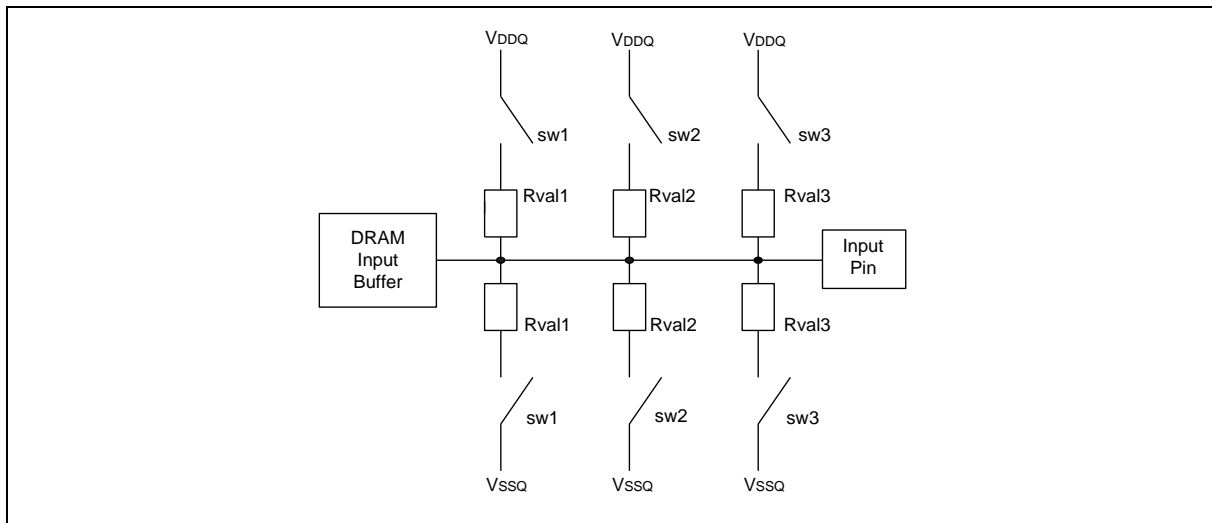 VDDQ VDDQ VDDQ
sw1 sw2 sw3
Rval1 Rval2 Rval3
DRAM
Input
Buffer
Input
Pin
Rval1 Rval2 Rval3
sw1 sw2 sw3
VSSQ VSSQ VSSQ